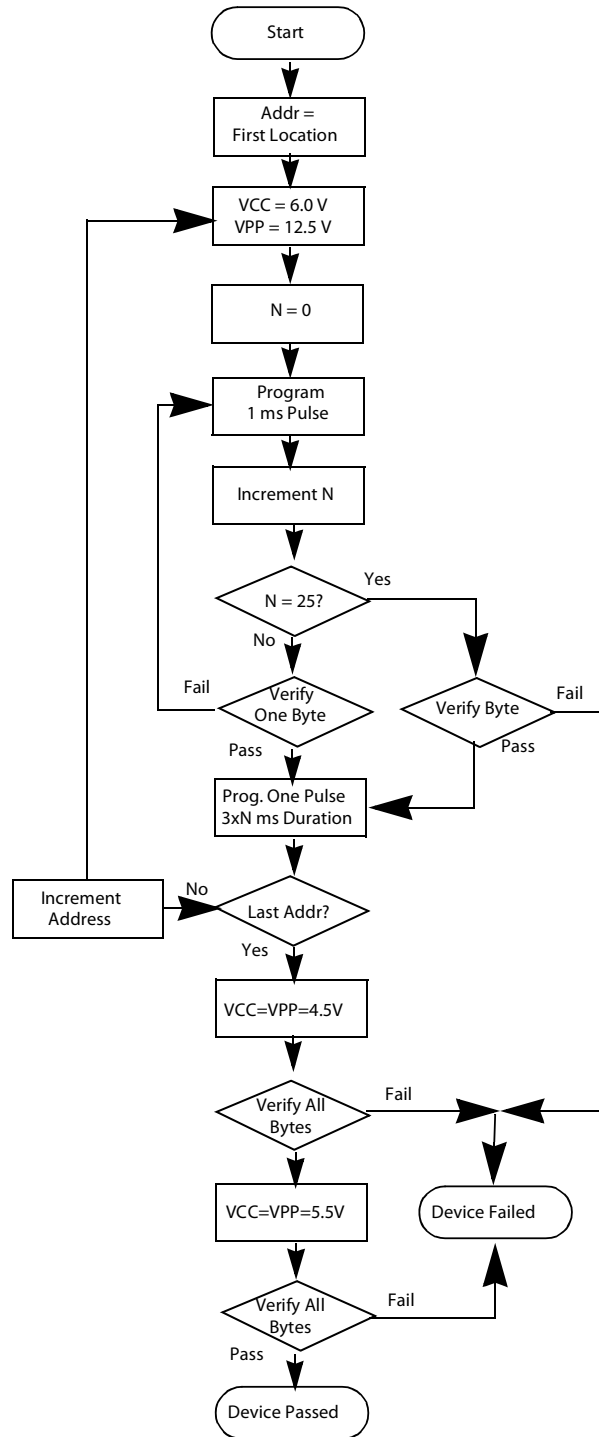 Start
Addr =
First Location
VCC = 6.0 V
VPP = 12.5 V
N = 0
Program
1 ms Pulse
Increment N
N = 25?
Yes
No
Fail
Verify
One Byte
Verify Byte
Fail
Pass
Pass
Prog. One Pulse
3xN ms Duration
Increment
Address
No
Last Addr?
Yes
VCC=VPP=4.5V
Verify All
Bytes
Fail
VCC=VPP=5.5V
Device Failed
Verify All
Bytes
Fail
Pass
Device Passed